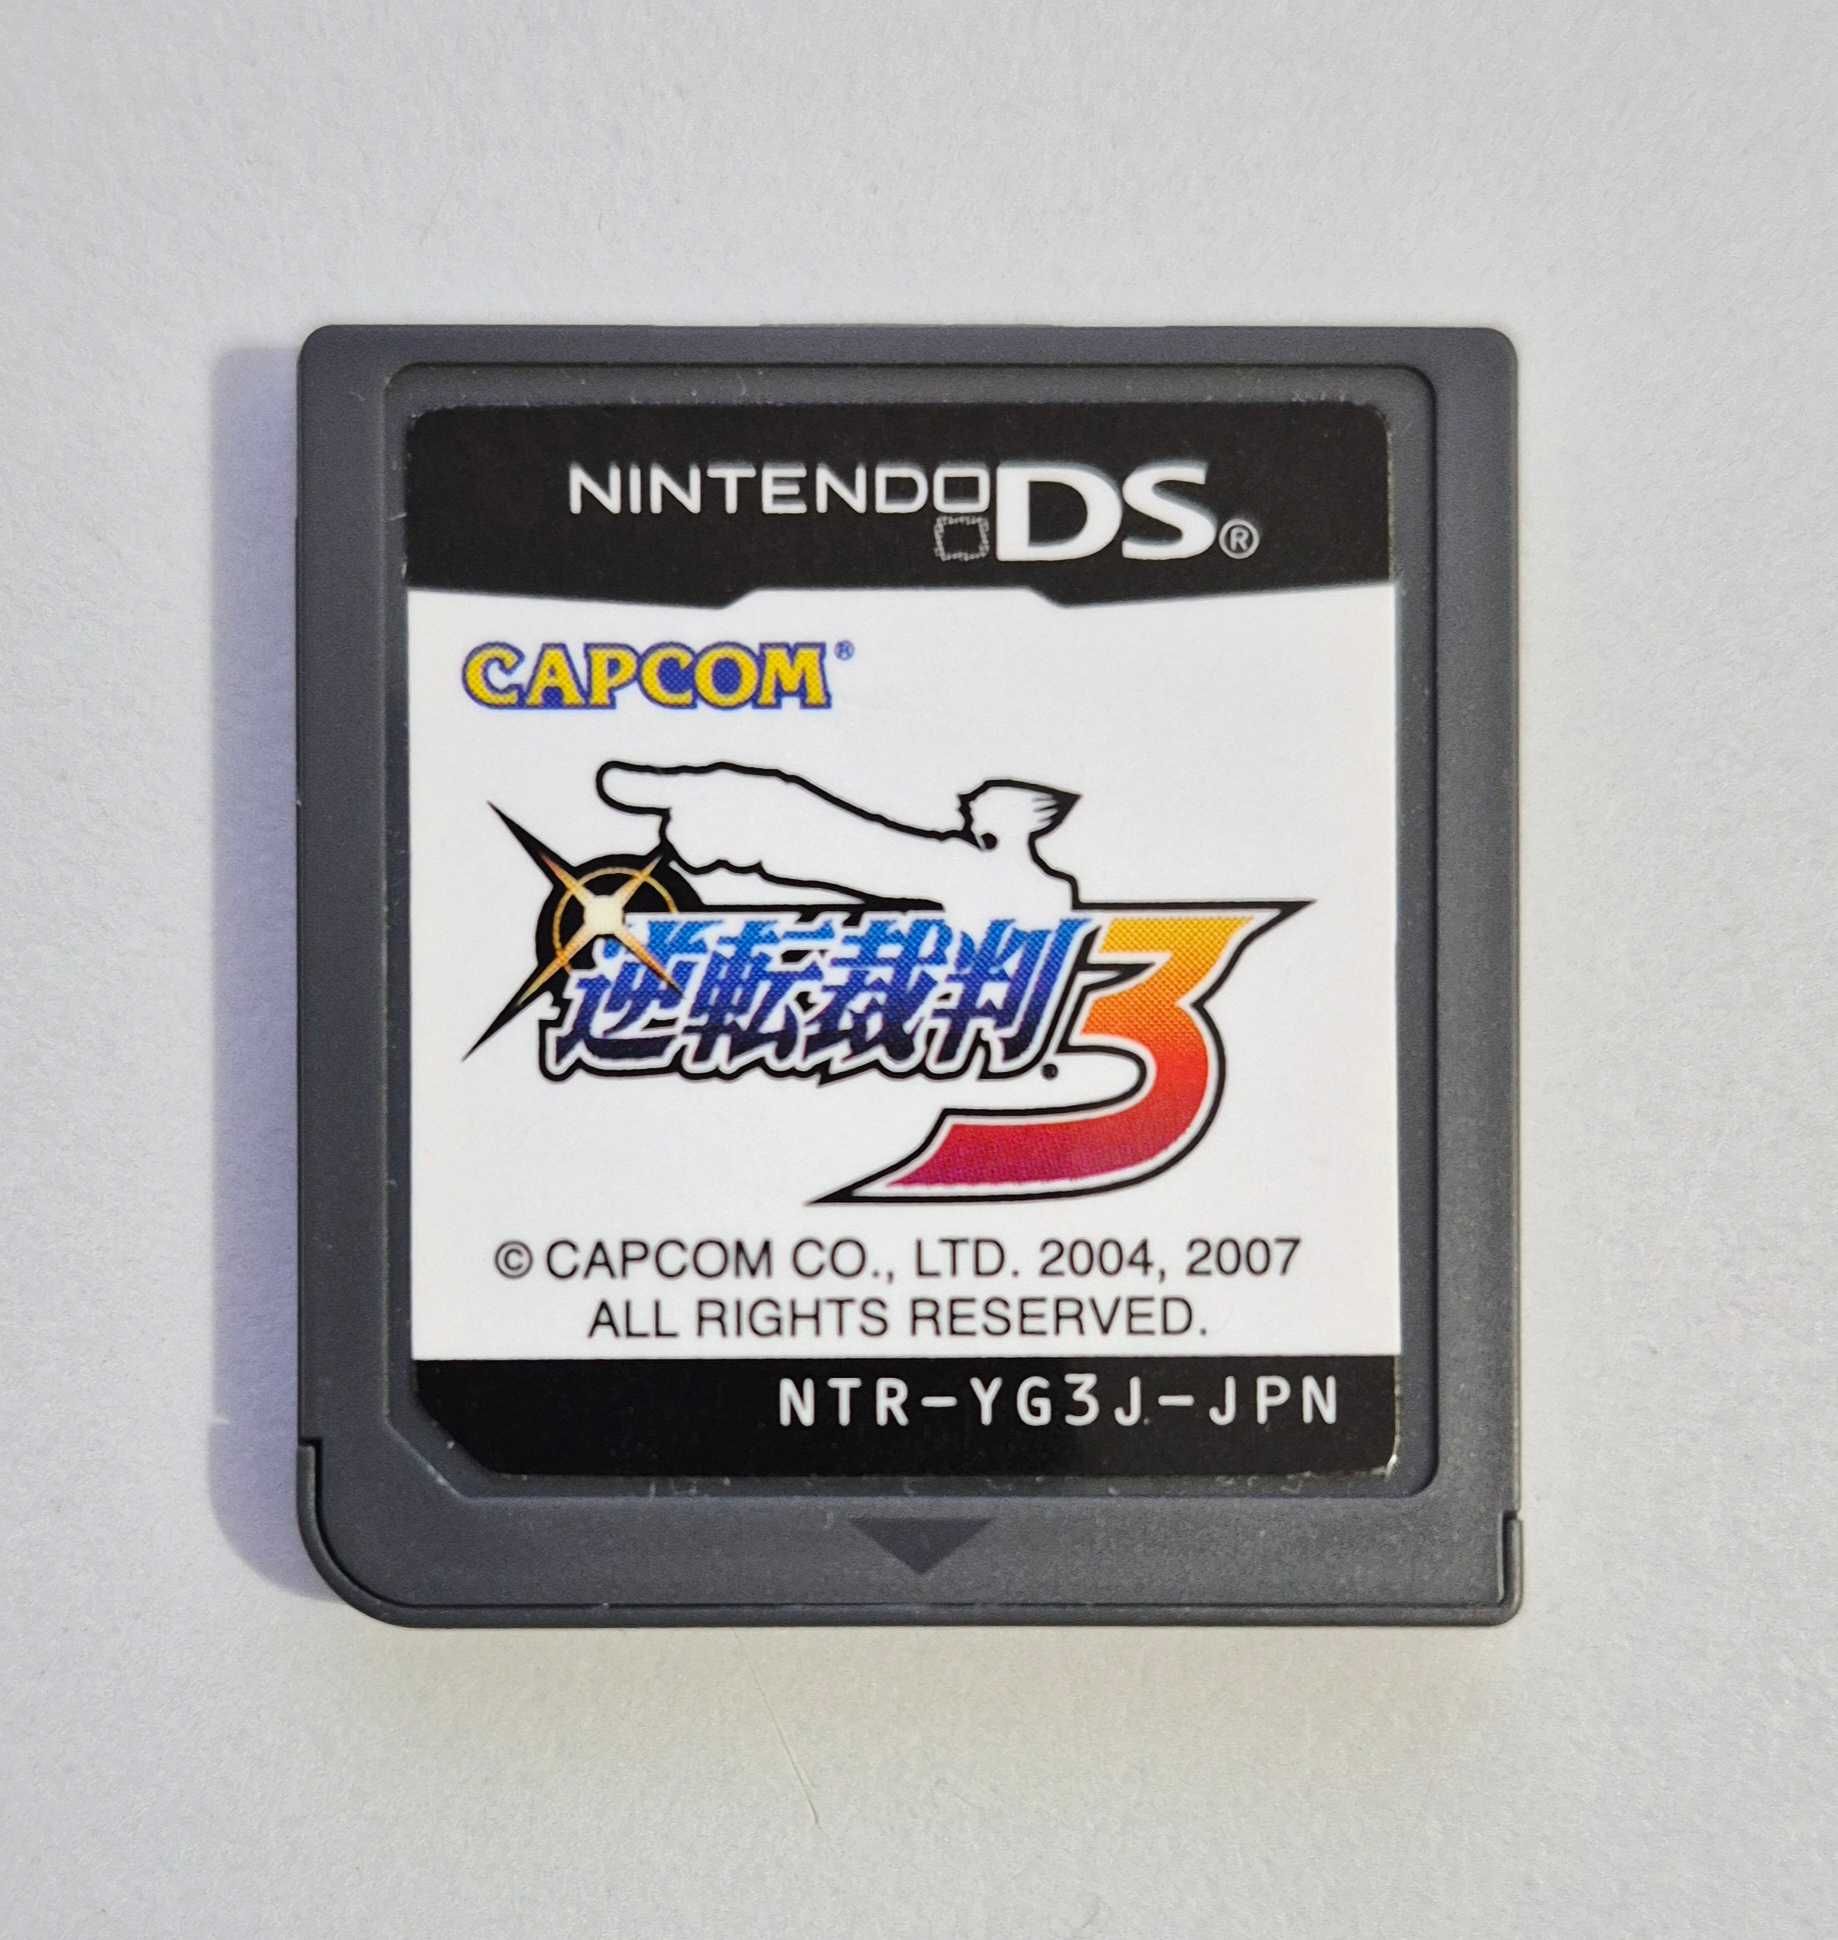 NINTENDO DS®
CAPCOM®
逆転裁判3
© CAPCOM CO., LTD. 2004, 2007
ALL RIGHTS RESERVED.
NTR-YG3J-JPN